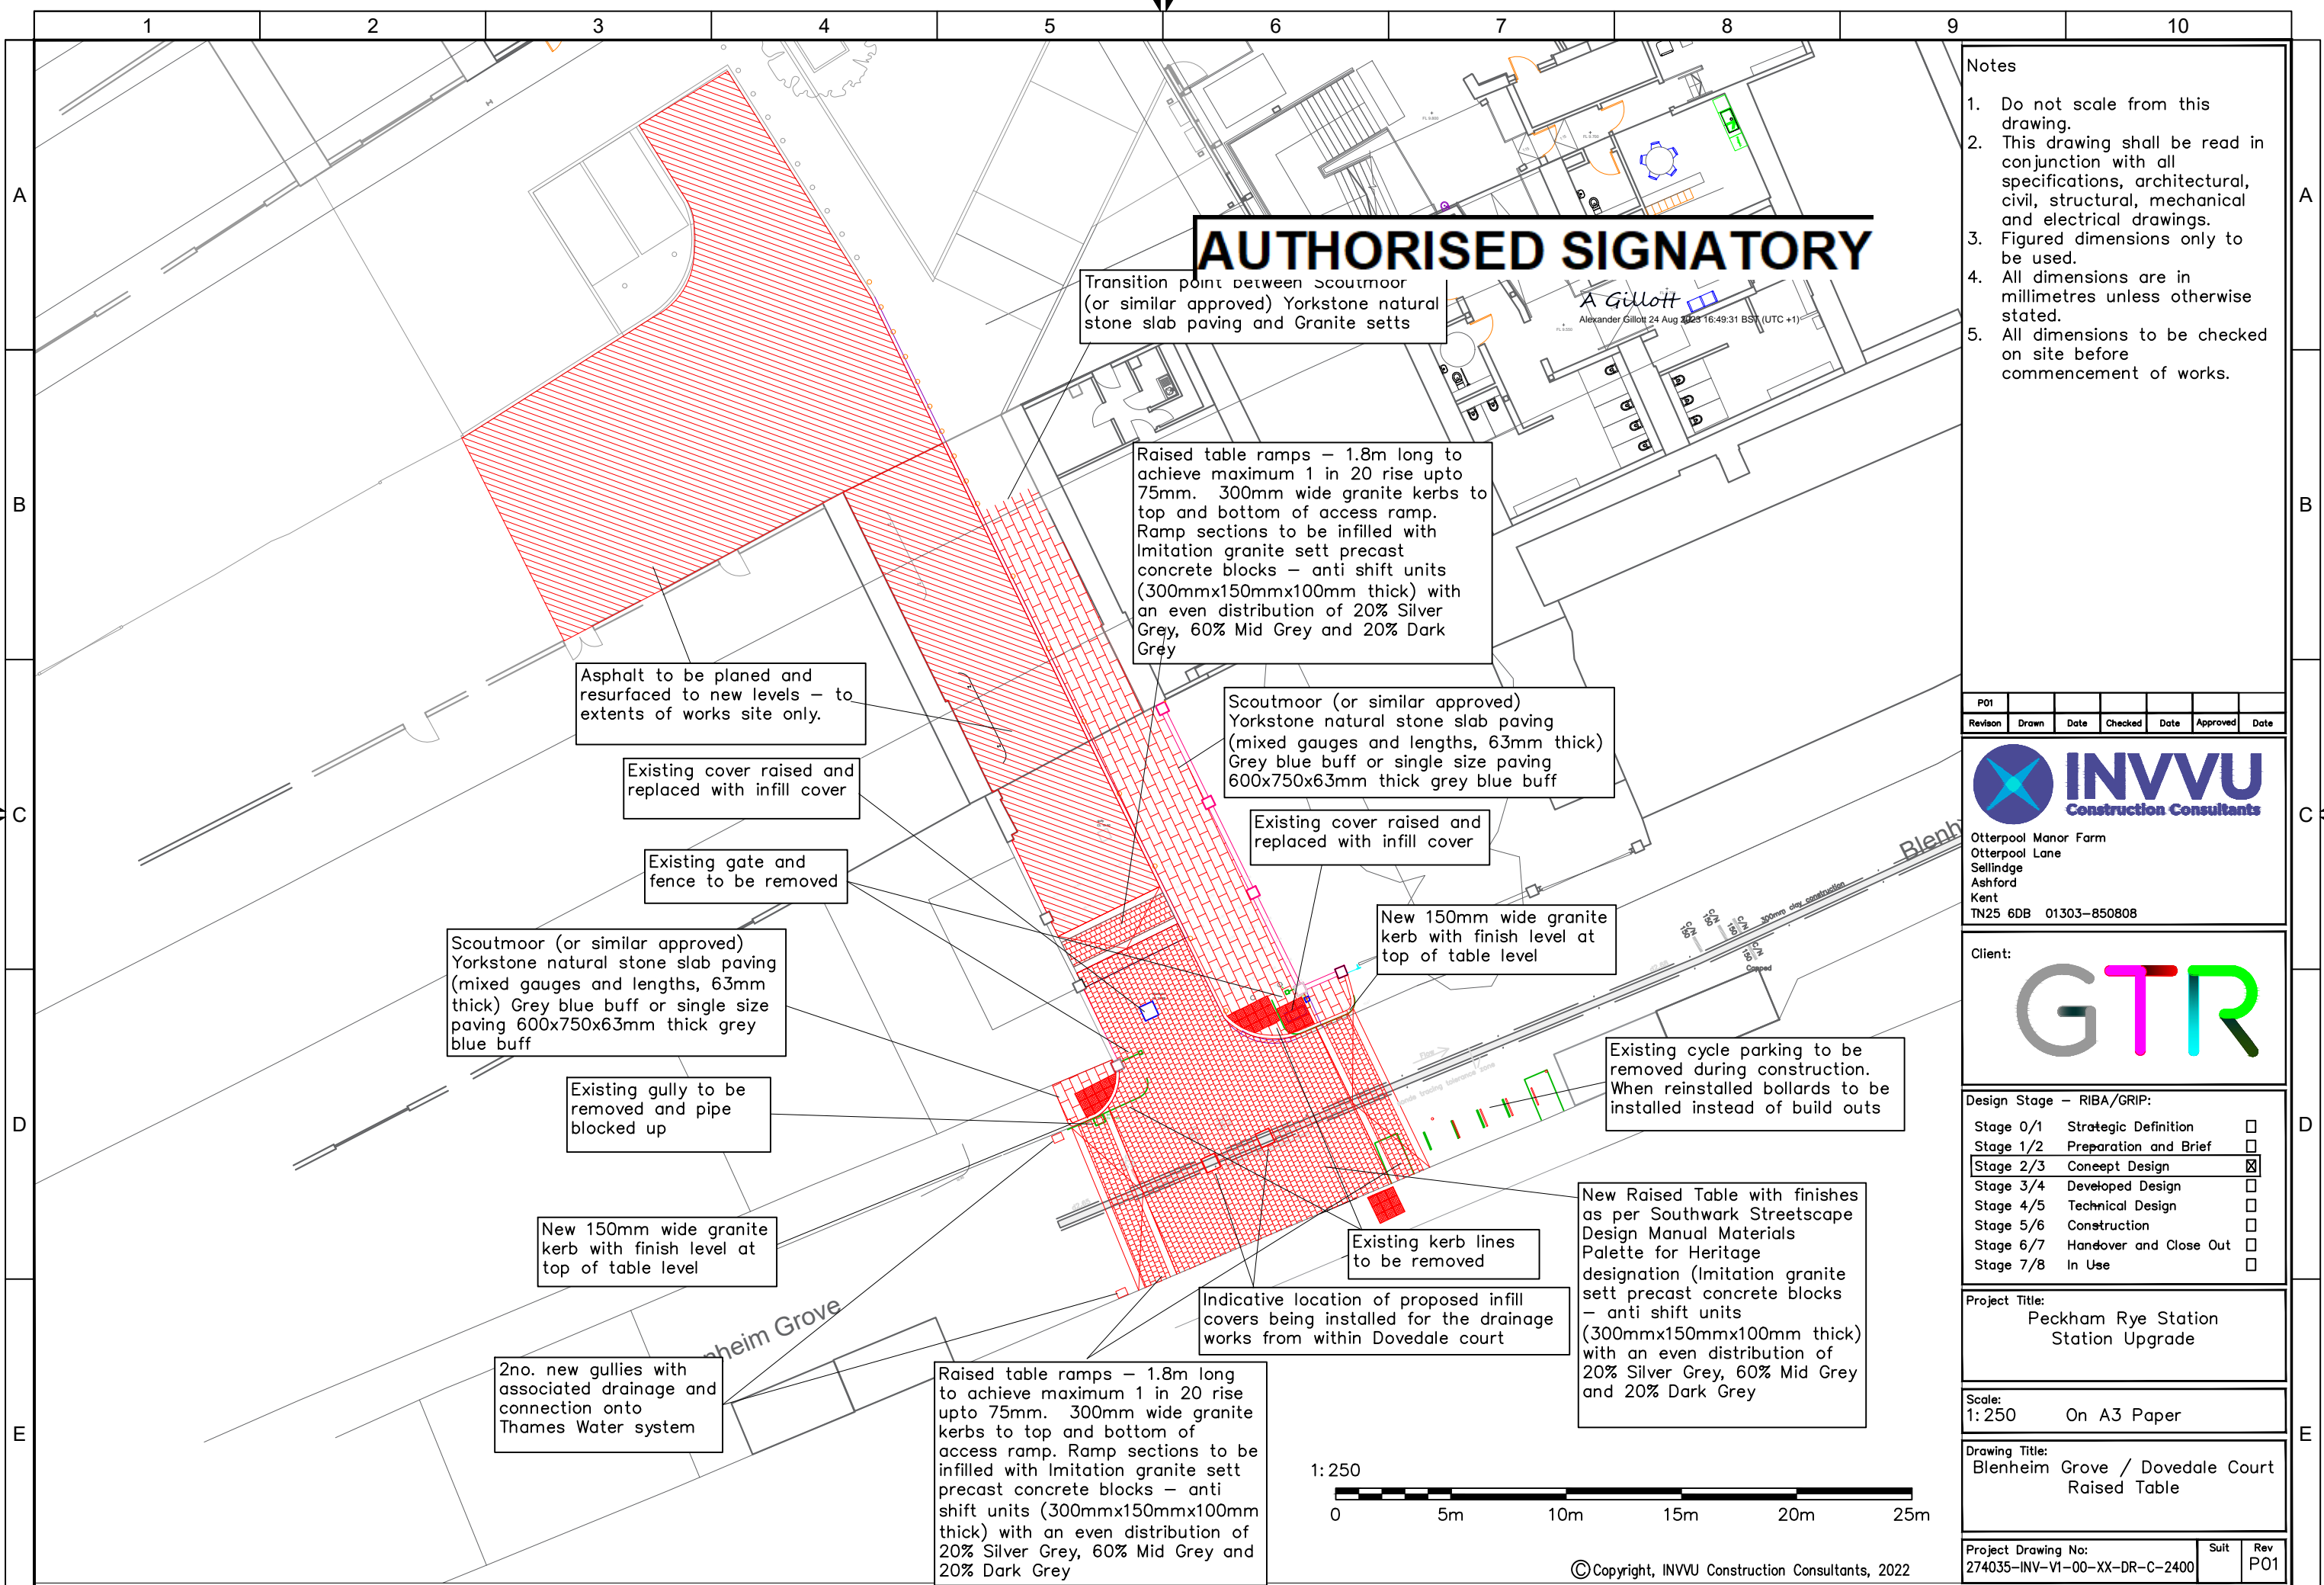 1 2 3 4 5 6 7 8 9 10
A
B
C
D
E
A
B
C
D
E
AUTHORISED SIGNATORY
A Gillott
Alexander Gillott 24 Aug 2023 16:49:31 BST (UTC +1)
Transition point between Scoutmoor
(or similar approved) Yorkstone natural
stone slab paving and Granite setts
Raised table ramps – 1.8m long to
achieve maximum 1 in 20 rise upto
75mm. 300mm wide granite kerbs to
top and bottom of access ramp.
Ramp sections to be infilled with
Imitation granite sett precast
concrete blocks – anti shift units
(300mmx150mmx100mm thick) with
an even distribution of 20% Silver
Grey, 60% Mid Grey and 20% Dark
Grey
Asphalt to be planed and
resurfaced to new levels – to
extents of works site only.
Scoutmoor (or similar approved)
Yorkstone natural stone slab paving
(mixed gauges and lengths, 63mm thick)
Grey blue buff or single size paving
600x750x63mm thick grey blue buff
Existing cover raised and
replaced with infill cover
Existing cover raised and
replaced with infill cover
Existing gate and
fence to be removed
New 150mm wide granite
kerb with finish level at
top of table level
Scoutmoor (or similar approved)
Yorkstone natural stone slab paving
(mixed gauges and lengths, 63mm
thick) Grey blue buff or single size
paving 600x750x63mm thick grey
blue buff
Existing gully to be
removed and pipe
blocked up
Existing cycle parking to be
removed during construction.
When reinstalled bollards to be
installed instead of build outs
New 150mm wide granite
kerb with finish level at
top of table level
New Raised Table with finishes
as per Southwark Streetscape
Design Manual Materials
Palette for Heritage
designation (Imitation granite
sett precast concrete blocks
– anti shift units
(300mmx150mmx100mm thick)
with an even distribution of
20% Silver Grey, 60% Mid Grey
and 20% Dark Grey
Existing kerb lines
to be removed
Indicative location of proposed infill
covers being installed for the drainage
works from within Dovedale court
2no. new gullies with
associated drainage and
connection onto
Thames Water system
Raised table ramps – 1.8m long
to achieve maximum 1 in 20 rise
upto 75mm. 300mm wide granite
kerbs to top and bottom of
access ramp. Ramp sections to be
infilled with Imitation granite sett
precast concrete blocks – anti
shift units (300mmx150mmx100mm
thick) with an even distribution of
20% Silver Grey, 60% Mid Grey and
20% Dark Grey
Blenh
nheim Grove
300mm clay construction
Capped
Flow
1:250
0 5m 10m 15m 20m 25m
©Copyright, INVVU Construction Consultants, 2022
Notes
1. Do not scale from this
drawing.
2. This drawing shall be read in
conjunction with all
specifications, architectural,
civil, structural, mechanical
and electrical drawings.
3. Figured dimensions only to
be used.
4. All dimensions are in
millimetres unless otherwise
stated.
5. All dimensions to be checked
on site before
commencement of works.
P01
Revison Drawn Date Checked Date Approved Date
INVVU
Construction Consultants
Otterpool Manor Farm
Otterpool Lane
Sellindge
Ashford
Kent
TN25 6DB 01303-850808
Client:
GTR
Design Stage – RIBA/GRIP:
Stage 0/1 Strategic Definition
Stage 1/2 Preparation and Brief
Stage 2/3 Concept Design
Stage 3/4 Developed Design
Stage 4/5 Technical Design
Stage 5/6 Construction
Stage 6/7 Handover and Close Out
Stage 7/8 In Use
Project Title:
Peckham Rye Station
Station Upgrade
Scale:
1:250 On A3 Paper
Drawing Title:
Blenheim Grove / Dovedale Court
Raised Table
Project Drawing No:
274035-INV-V1-00-XX-DR-C-2400
Suit
Rev
P01